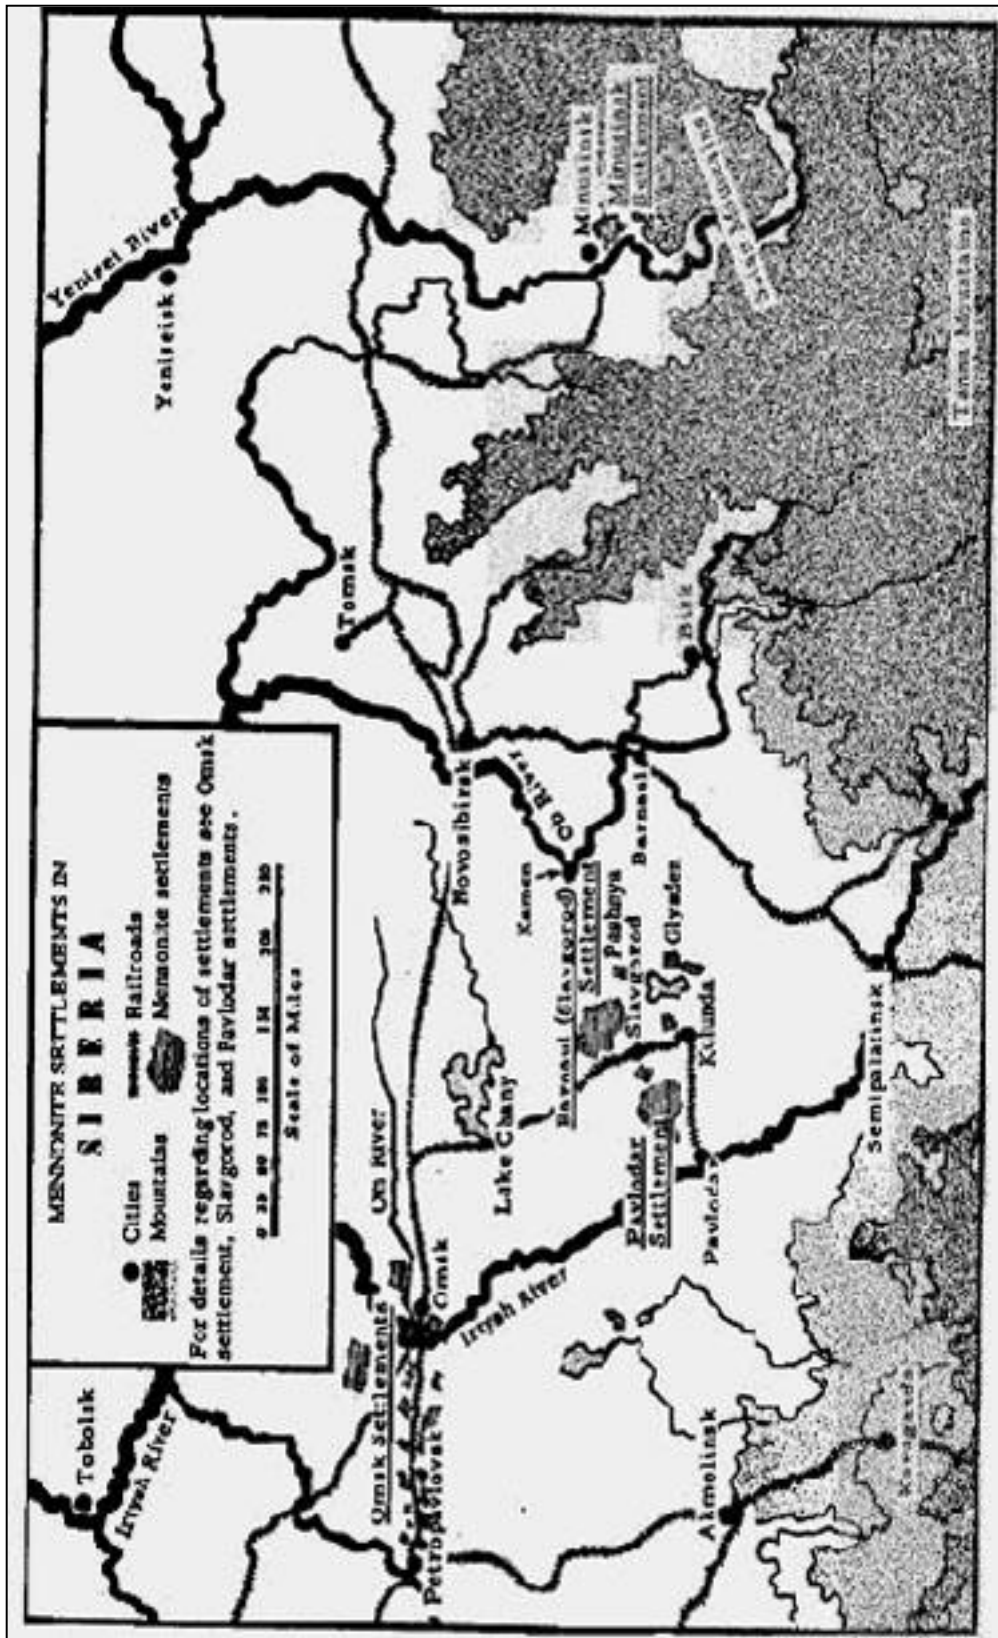 MENNONITE SETTLEMENTS IN
SIBERIA
Cities
Railroads
Mountains
Mennonite settlements
For details regarding locations of settlements see Omsk
settlement, Slavgorod, and Pavlodar settlements.
Scale of Miles
Tobolsk
Irtysh River
Yenisei River
Yeniseisk
Tomsk
Om River
Omsk Settlements
Petropavlovsk
Omsk
Irtysh River
Lake Chany
Novosibirsk
Ob River
Kamen
Barnaul (Slavgorod)
Settlement
Pashnya
Slavgorod
Glyaden
Barnaul
Kulunda
Pavlodar
Settlement
Pavlodar
Semipalatinsk
Akmolinsk
Karaganda
Biisk
Minusinsk
Minusinsk
Settlement
Tannu Mountains